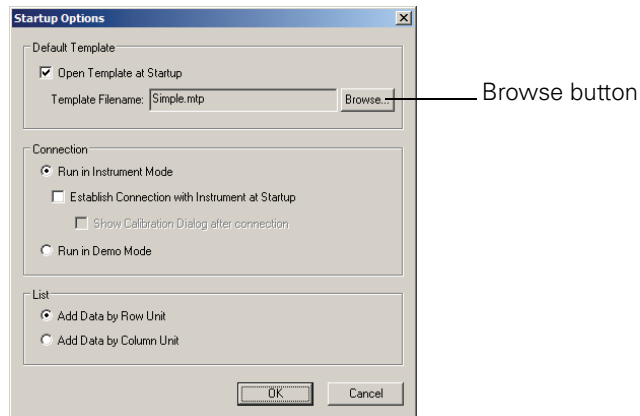 Startup Options
Default Template
Open Template at Startup
Template Filename: Simple.mtp Browse...
Browse button
Connection
Run in Instrument Mode
Establish Connection with Instrument at Startup
Show Calibration Dialog after connection
Run in Demo Mode
List
Add Data by Row Unit
Add Data by Column Unit
OK Cancel